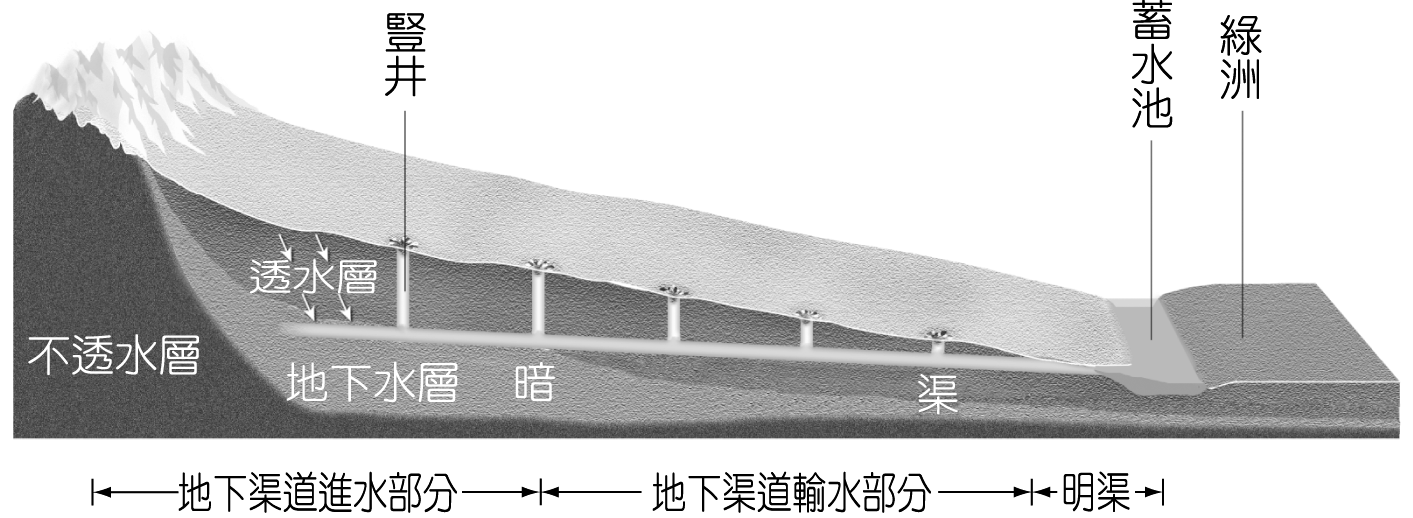 豎井
蓄水池
綠洲
透水層
不透水層
地下水層
暗渠
地下渠道進水部分
地下渠道輸水部分
明渠